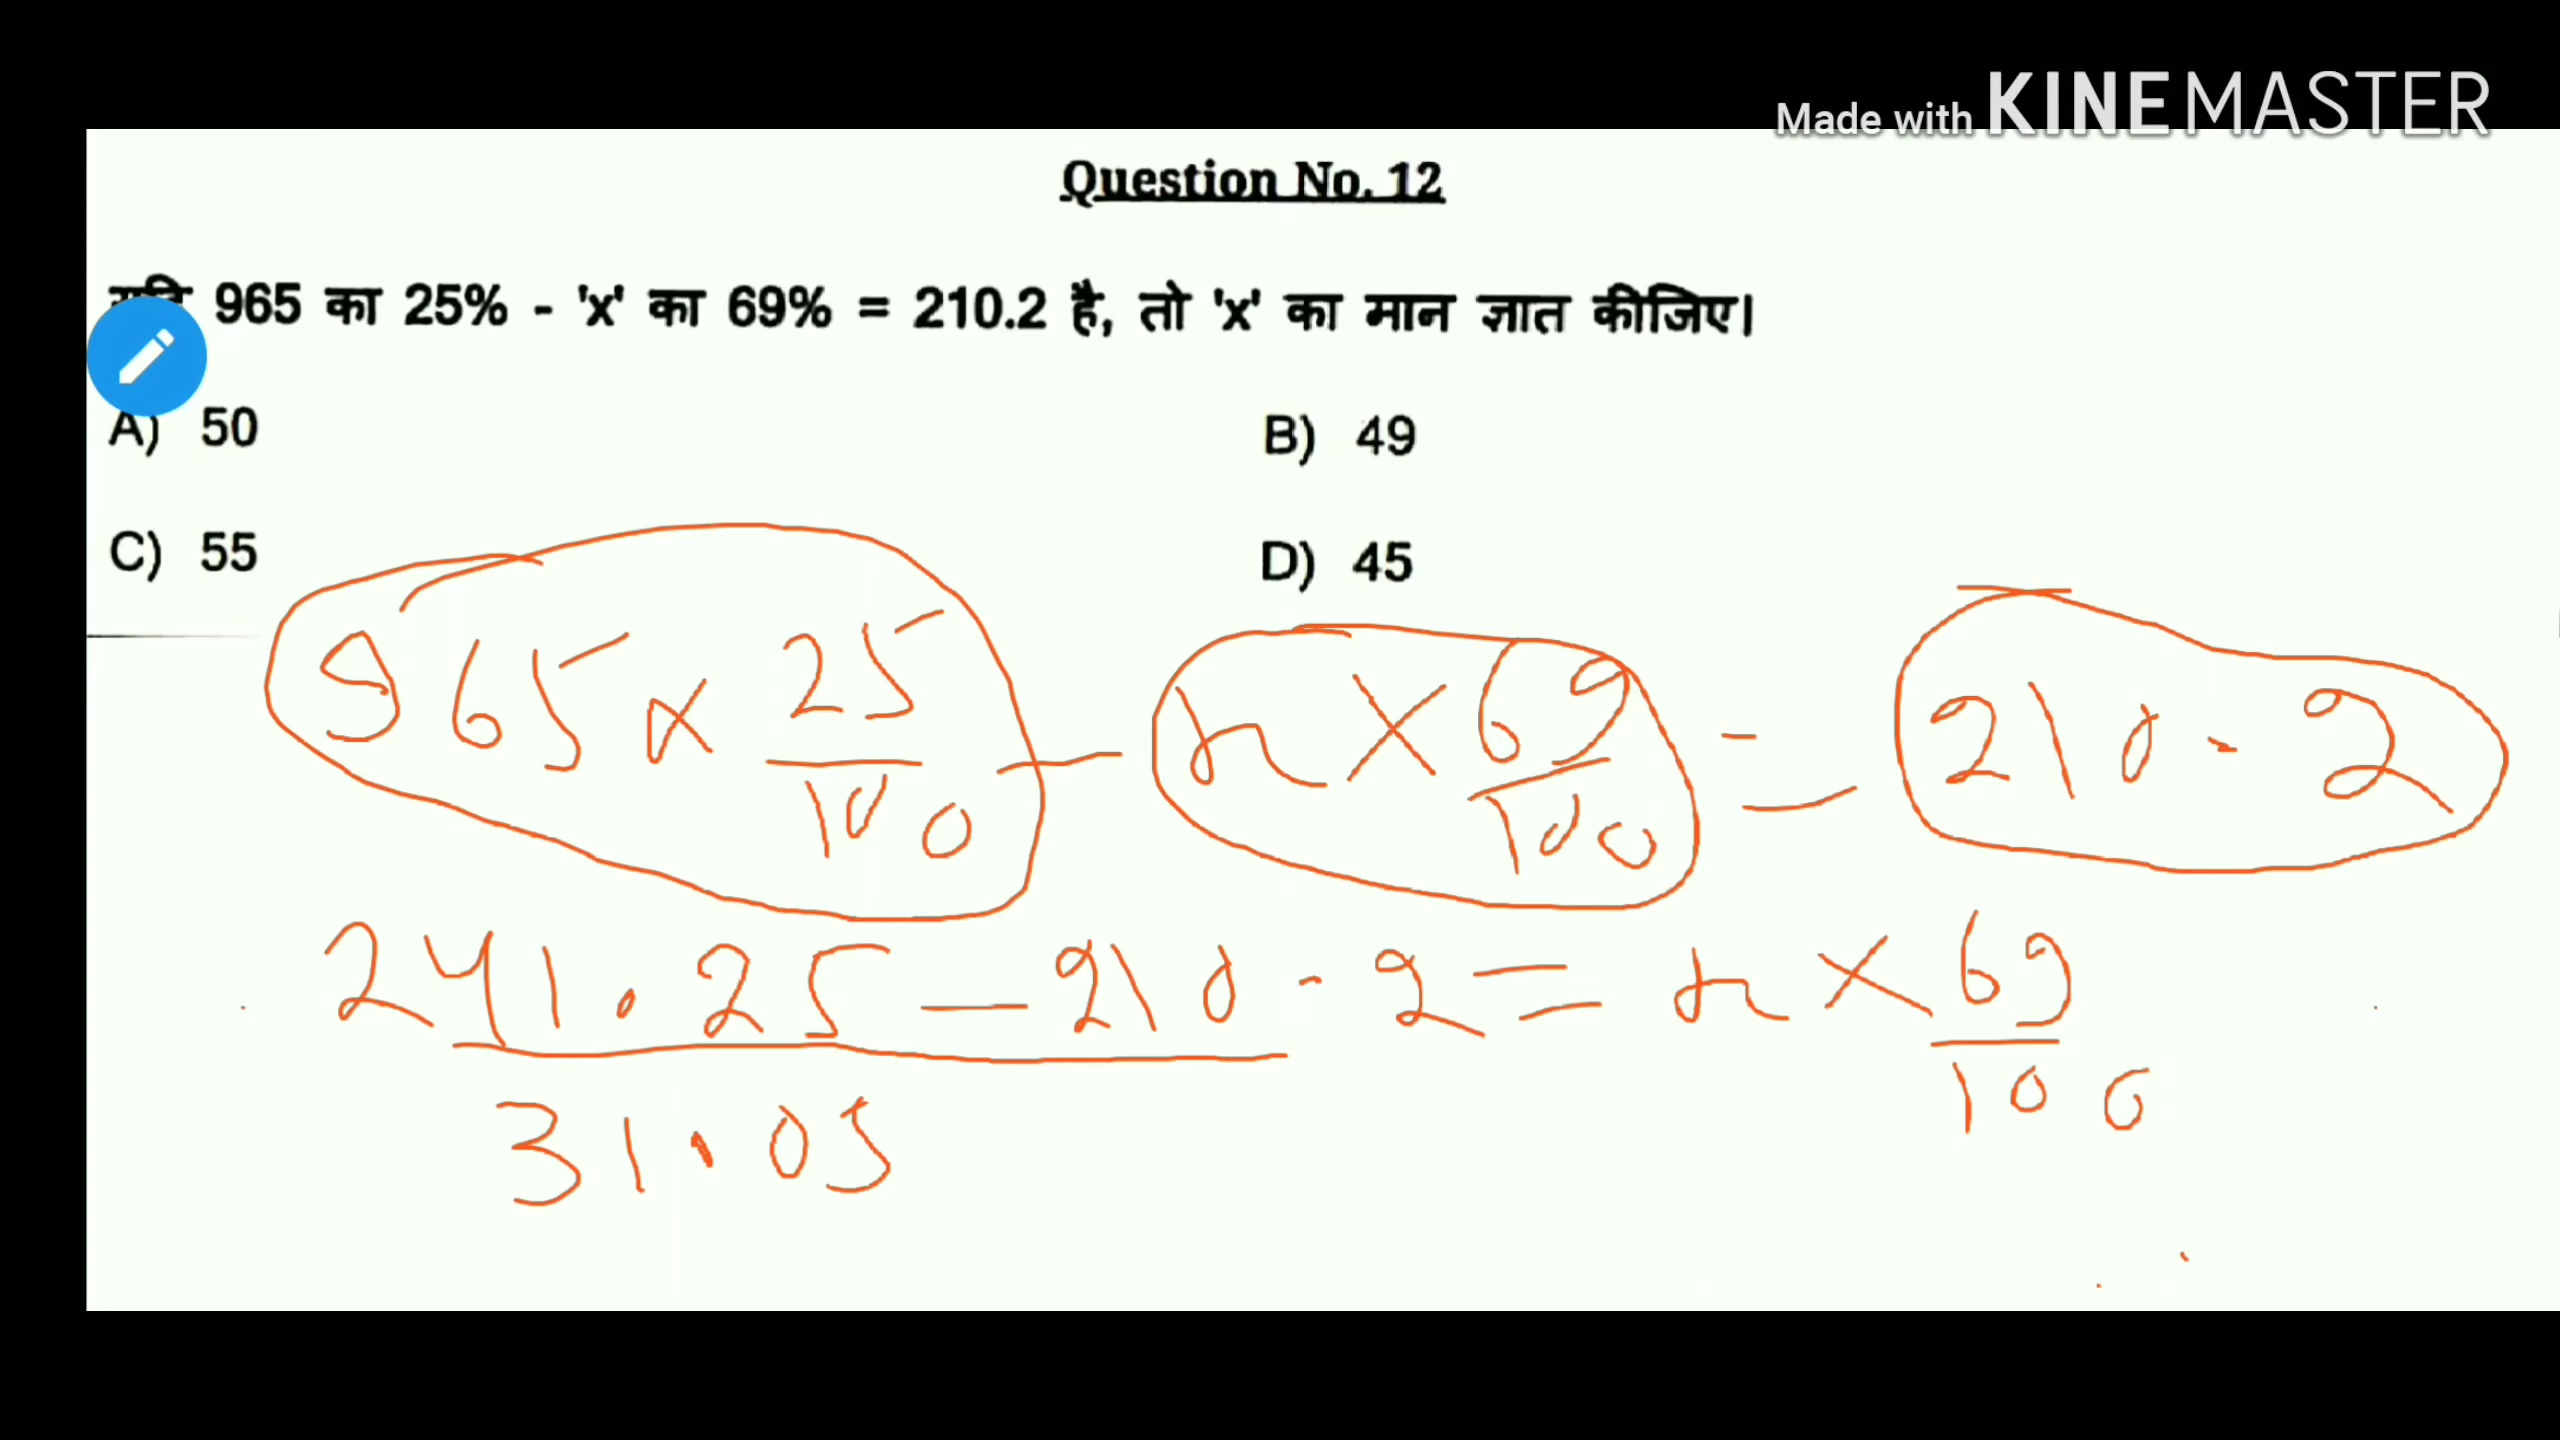 Made with KINEMASTER
Question No. 12
965 का 25% - 'x' का 69% = 210.2 है, तो 'x' का मान ज्ञात कीजिए।
A) 50
B) 49
C) 55
D) 45
965 x 25/100 - x × 69/100 = 210.2
241.25 - 210.2 = x × 69/100
31.05